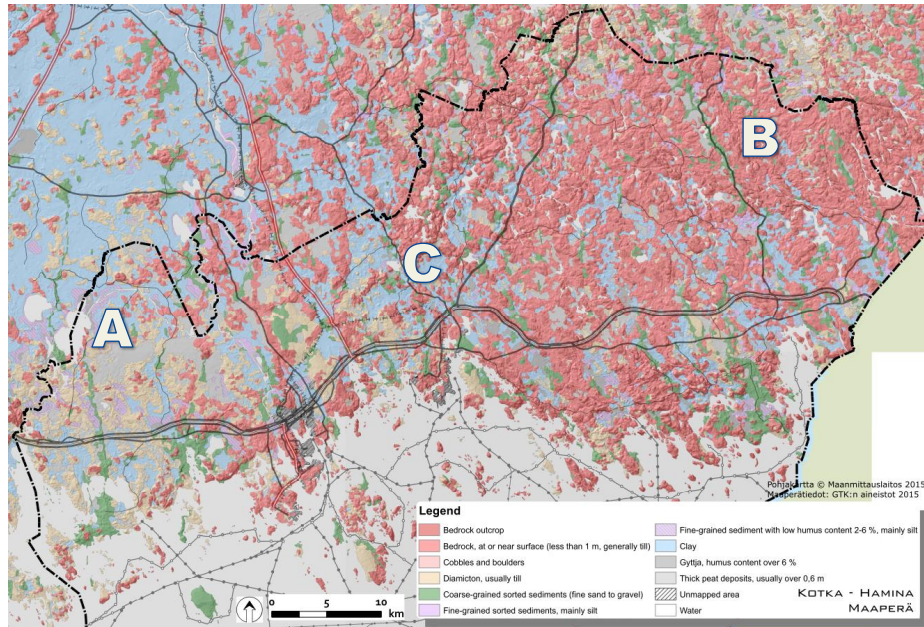 B
C
A
Pohjakartta © Maanmittauslaitos 2015
Maaperätiedot: GTK:n aineistot 2015
Legend
Bedrock outcrop
Bedrock, at or near surface (less than 1 m, generally till)
Cobbles and boulders
Diamicton, usually till
Coarse-grained sorted sediments (fine sand to gravel)
Fine-grained sorted sediments, mainly silt
Fine-grained sediment with low humus content 2-6 %, mainly silt
Clay
Gyttja, humus content over 6 %
Thick peat deposits, usually over 0,6 m
Unmapped area
Water
KOTKA - HAMINA
MAAPERÄ
0 5 10
km